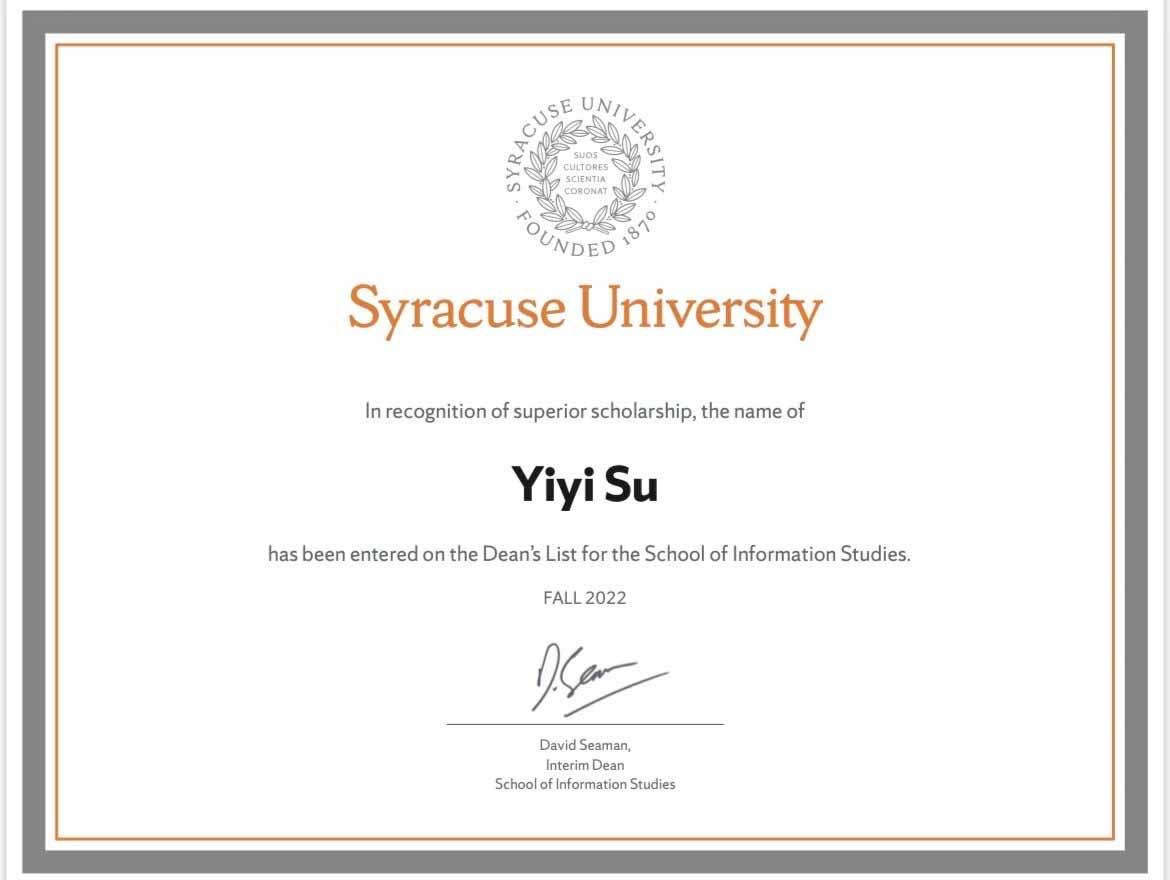 SYRACUSE UNIVERSITY
SUOS
CULTORES
SCIENTIA
CORONAT
· FOUNDED 1870 ·
Syracuse University
In recognition of superior scholarship, the name of
Yiyi Su
has been entered on the Dean's List for the School of Information Studies.
FALL 2022
D. Seaman
David Seaman,
Interim Dean
School of Information Studies